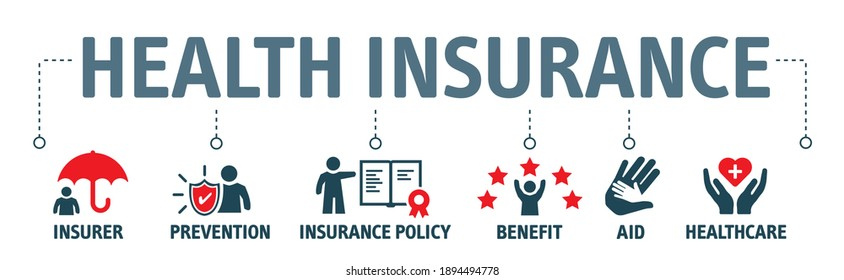 HEALTH INSURANCE
INSURER
PREVENTION
INSURANCE POLICY
BENEFIT
AID
HEALTHCARE
shutterstock.com · 1894494778